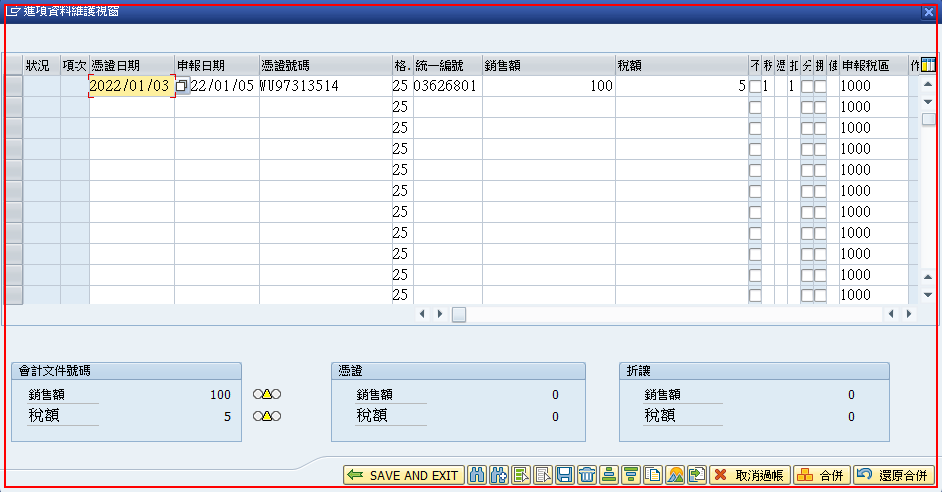 進項資料維護視窗
狀況 項次 憑證日期 申報日期 憑證號碼 格. 統一編號 銷售額 稅額 不 稅 憑 扣 分 攤 使 申報稅區 作
2022/01/03 22/01/05 WU97313514 25 03626801 100 5 1 1 1000
25 1000
25 1000
25 1000
25 1000
25 1000
25 1000
25 1000
25 1000
25 1000
25 1000
會計文件號碼 憑證 折讓
銷售額 100 銷售額 0 銷售額 0
稅額 5 稅額 0 稅額 0
SAVE AND EXIT 取消過帳 合併 還原合併